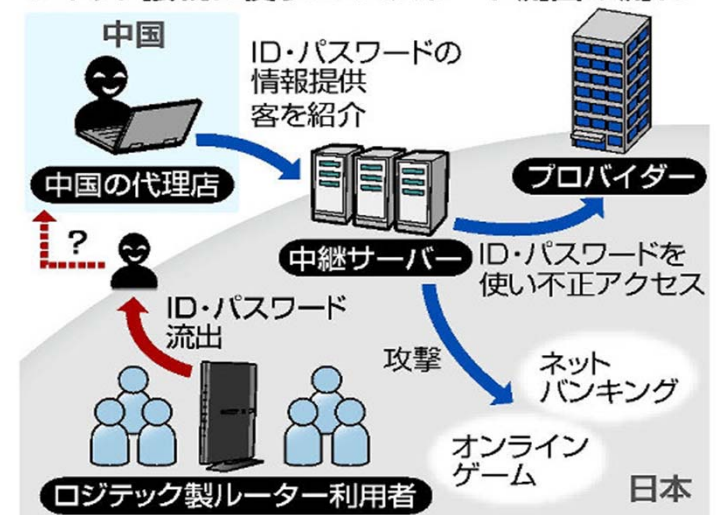 中国
ID・パスワードの
情報提供
客を紹介
中国の代理店
プロバイダー
?
中継サーバー
ID・パスワードを
使い不正アクセス
ID・パスワード
流出
攻撃
ネット
バンキング
オンライン
ゲーム
ロジテック製ルーター利用者
日本